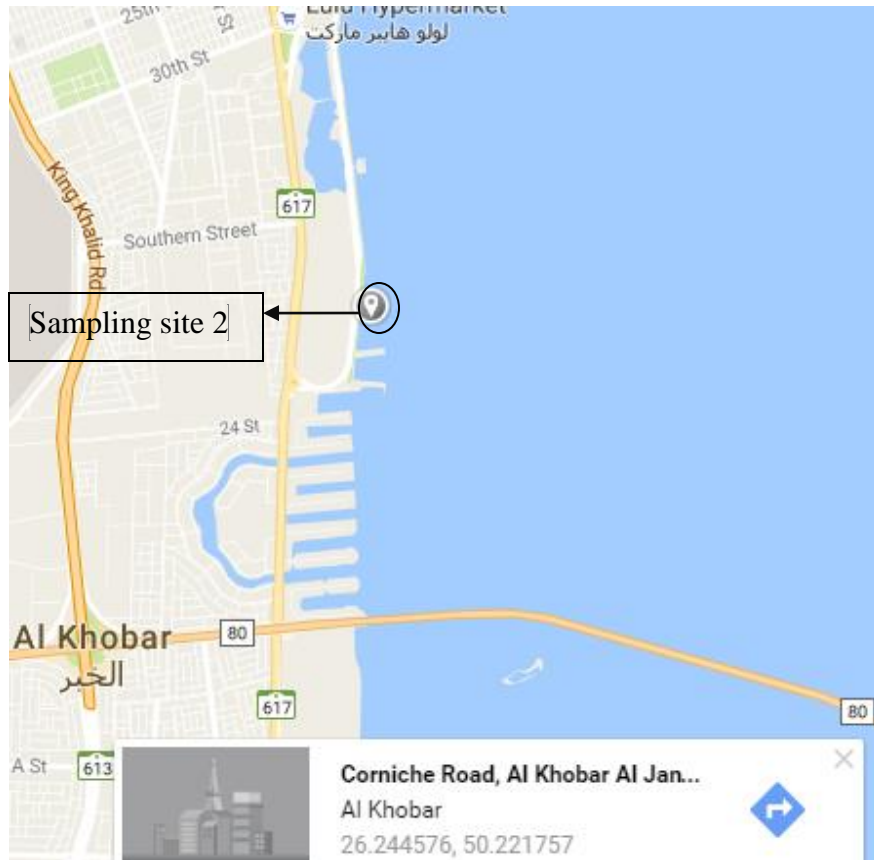 25th St
Lulu Hypermarket
لولو هايبر ماركت
30th St
King Khalid Rd
617
Southern Street
Sampling site 2
24 St
Al Khobar
الخبر
80
617
80
A St
613
Corniche Road, Al Khobar Al Jan...
Al Khobar
26.244576, 50.221757